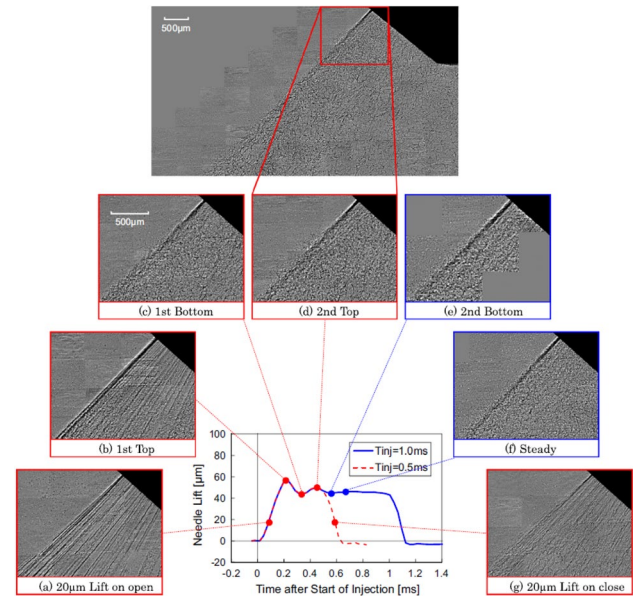 500μm
500μm
(c) 1st Bottom
(d) 2nd Top
(e) 2nd Bottom
(b) 1st Top
(f) Steady
(a) 20μm Lift on open
(g) 20μm Lift on close
Needle Lift [μm]
100
80
60
40
20
0
-20
Tinj=1.0ms
Tinj=0.5ms
-0.2 0 0.2 0.4 0.6 0.8 1 1.2 1.4
Time after Start of Injection [ms]